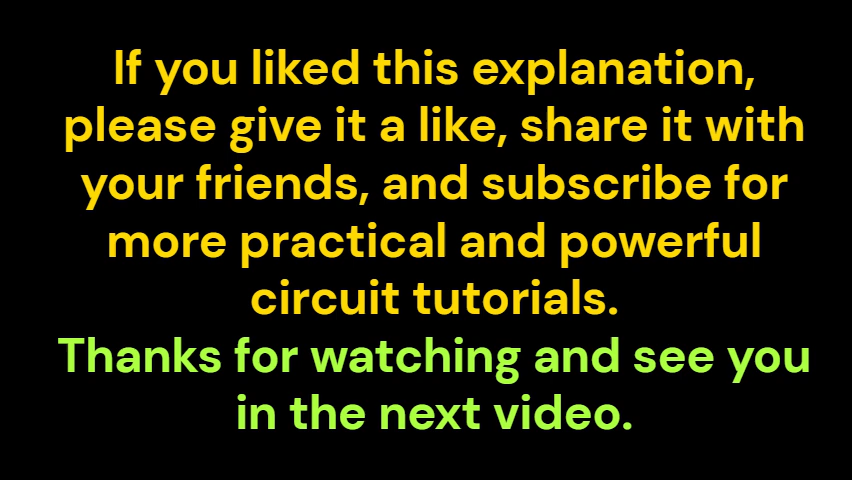 If you liked this explanation,
please give it a like, share it with
your friends, and subscribe for
more practical and powerful
circuit tutorials.
Thanks for watching and see you
in the next video.